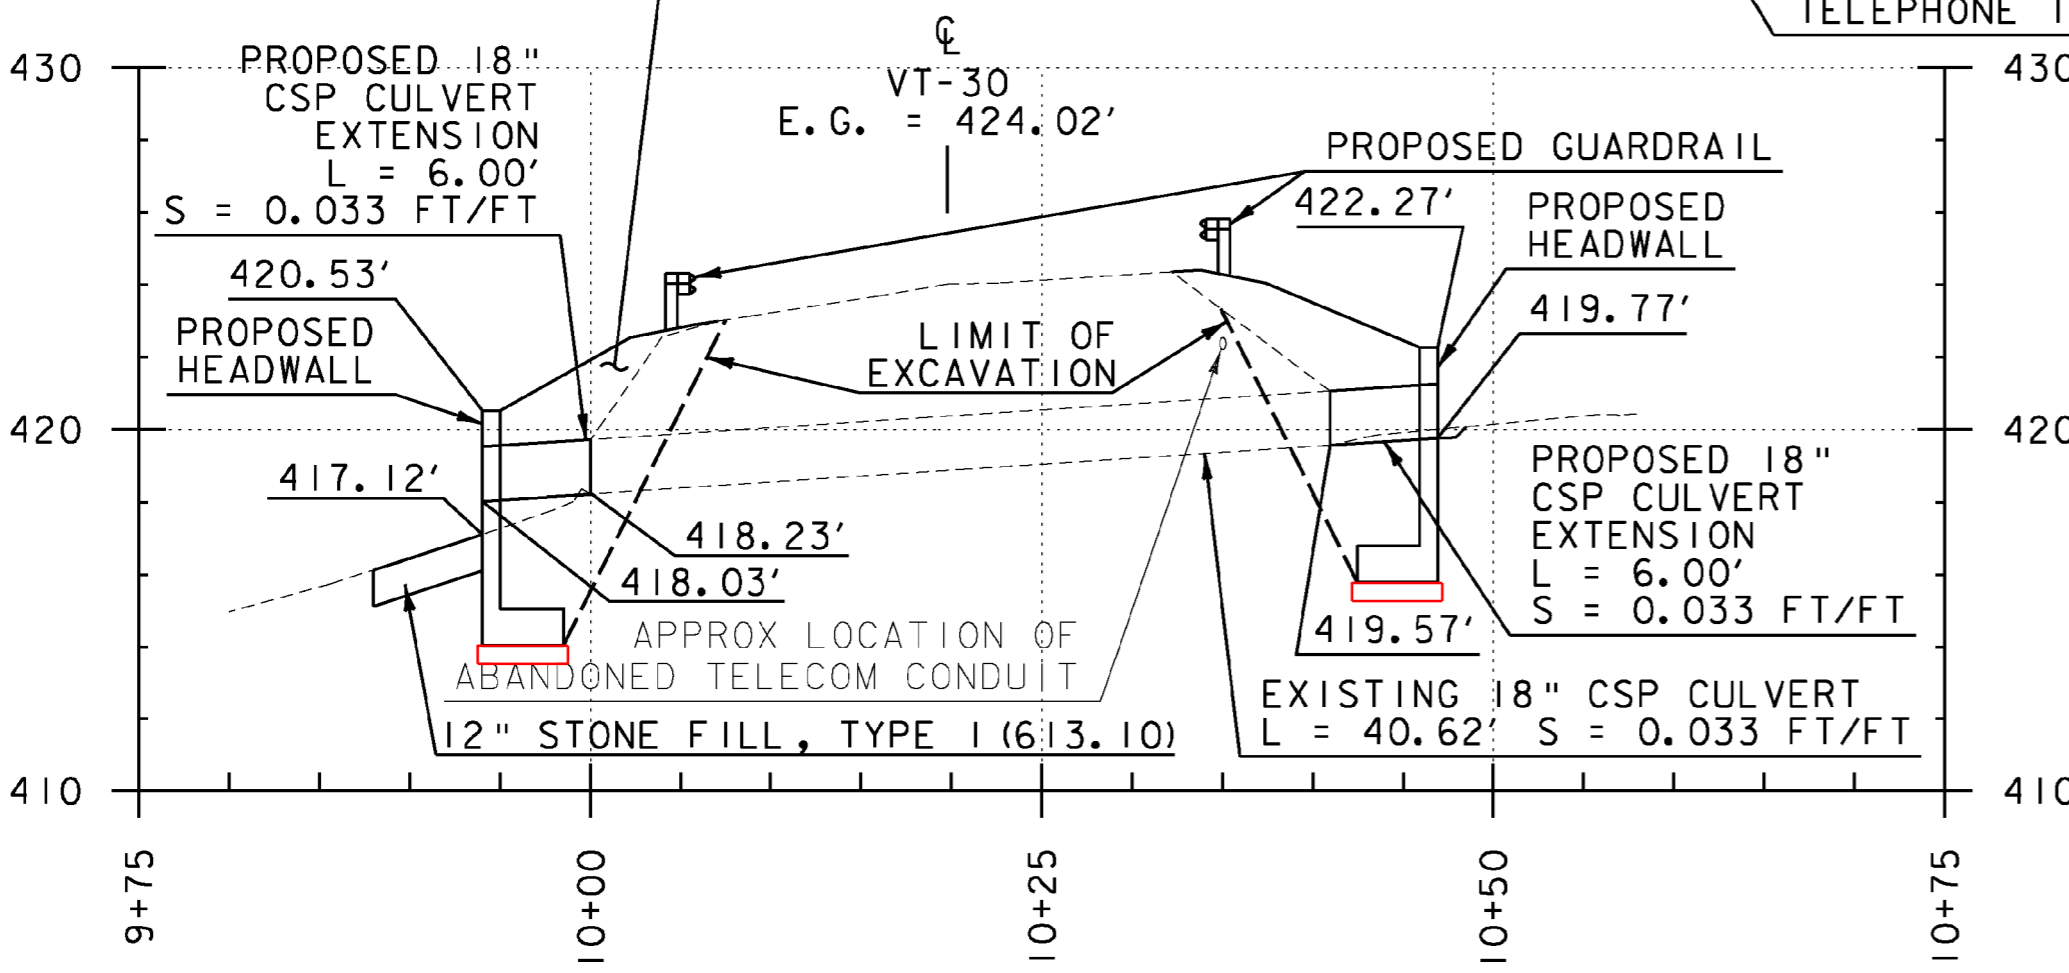 TELEPHONE
℄
VT-30
E.G. = 424.02'
430
430
PROPOSED 18"
CSP CULVERT
EXTENSION
L = 6.00'
S = 0.033 FT/FT
PROPOSED GUARDRAIL
422.27'
PROPOSED
HEADWALL
420.53'
PROPOSED
HEADWALL
419.77'
LIMIT OF
EXCAVATION
420
420
417.12'
418.23'
418.03'
PROPOSED 18"
CSP CULVERT
EXTENSION
L = 6.00'
S = 0.033 FT/FT
419.57'
APPROX LOCATION OF
ABANDONED TELECOM CONDUIT
12" STONE FILL, TYPE I (613.10)
EXISTING 18" CSP CULVERT
L = 40.62' S = 0.033 FT/FT
410
410
9+75
10+00
10+25
10+50
10+75